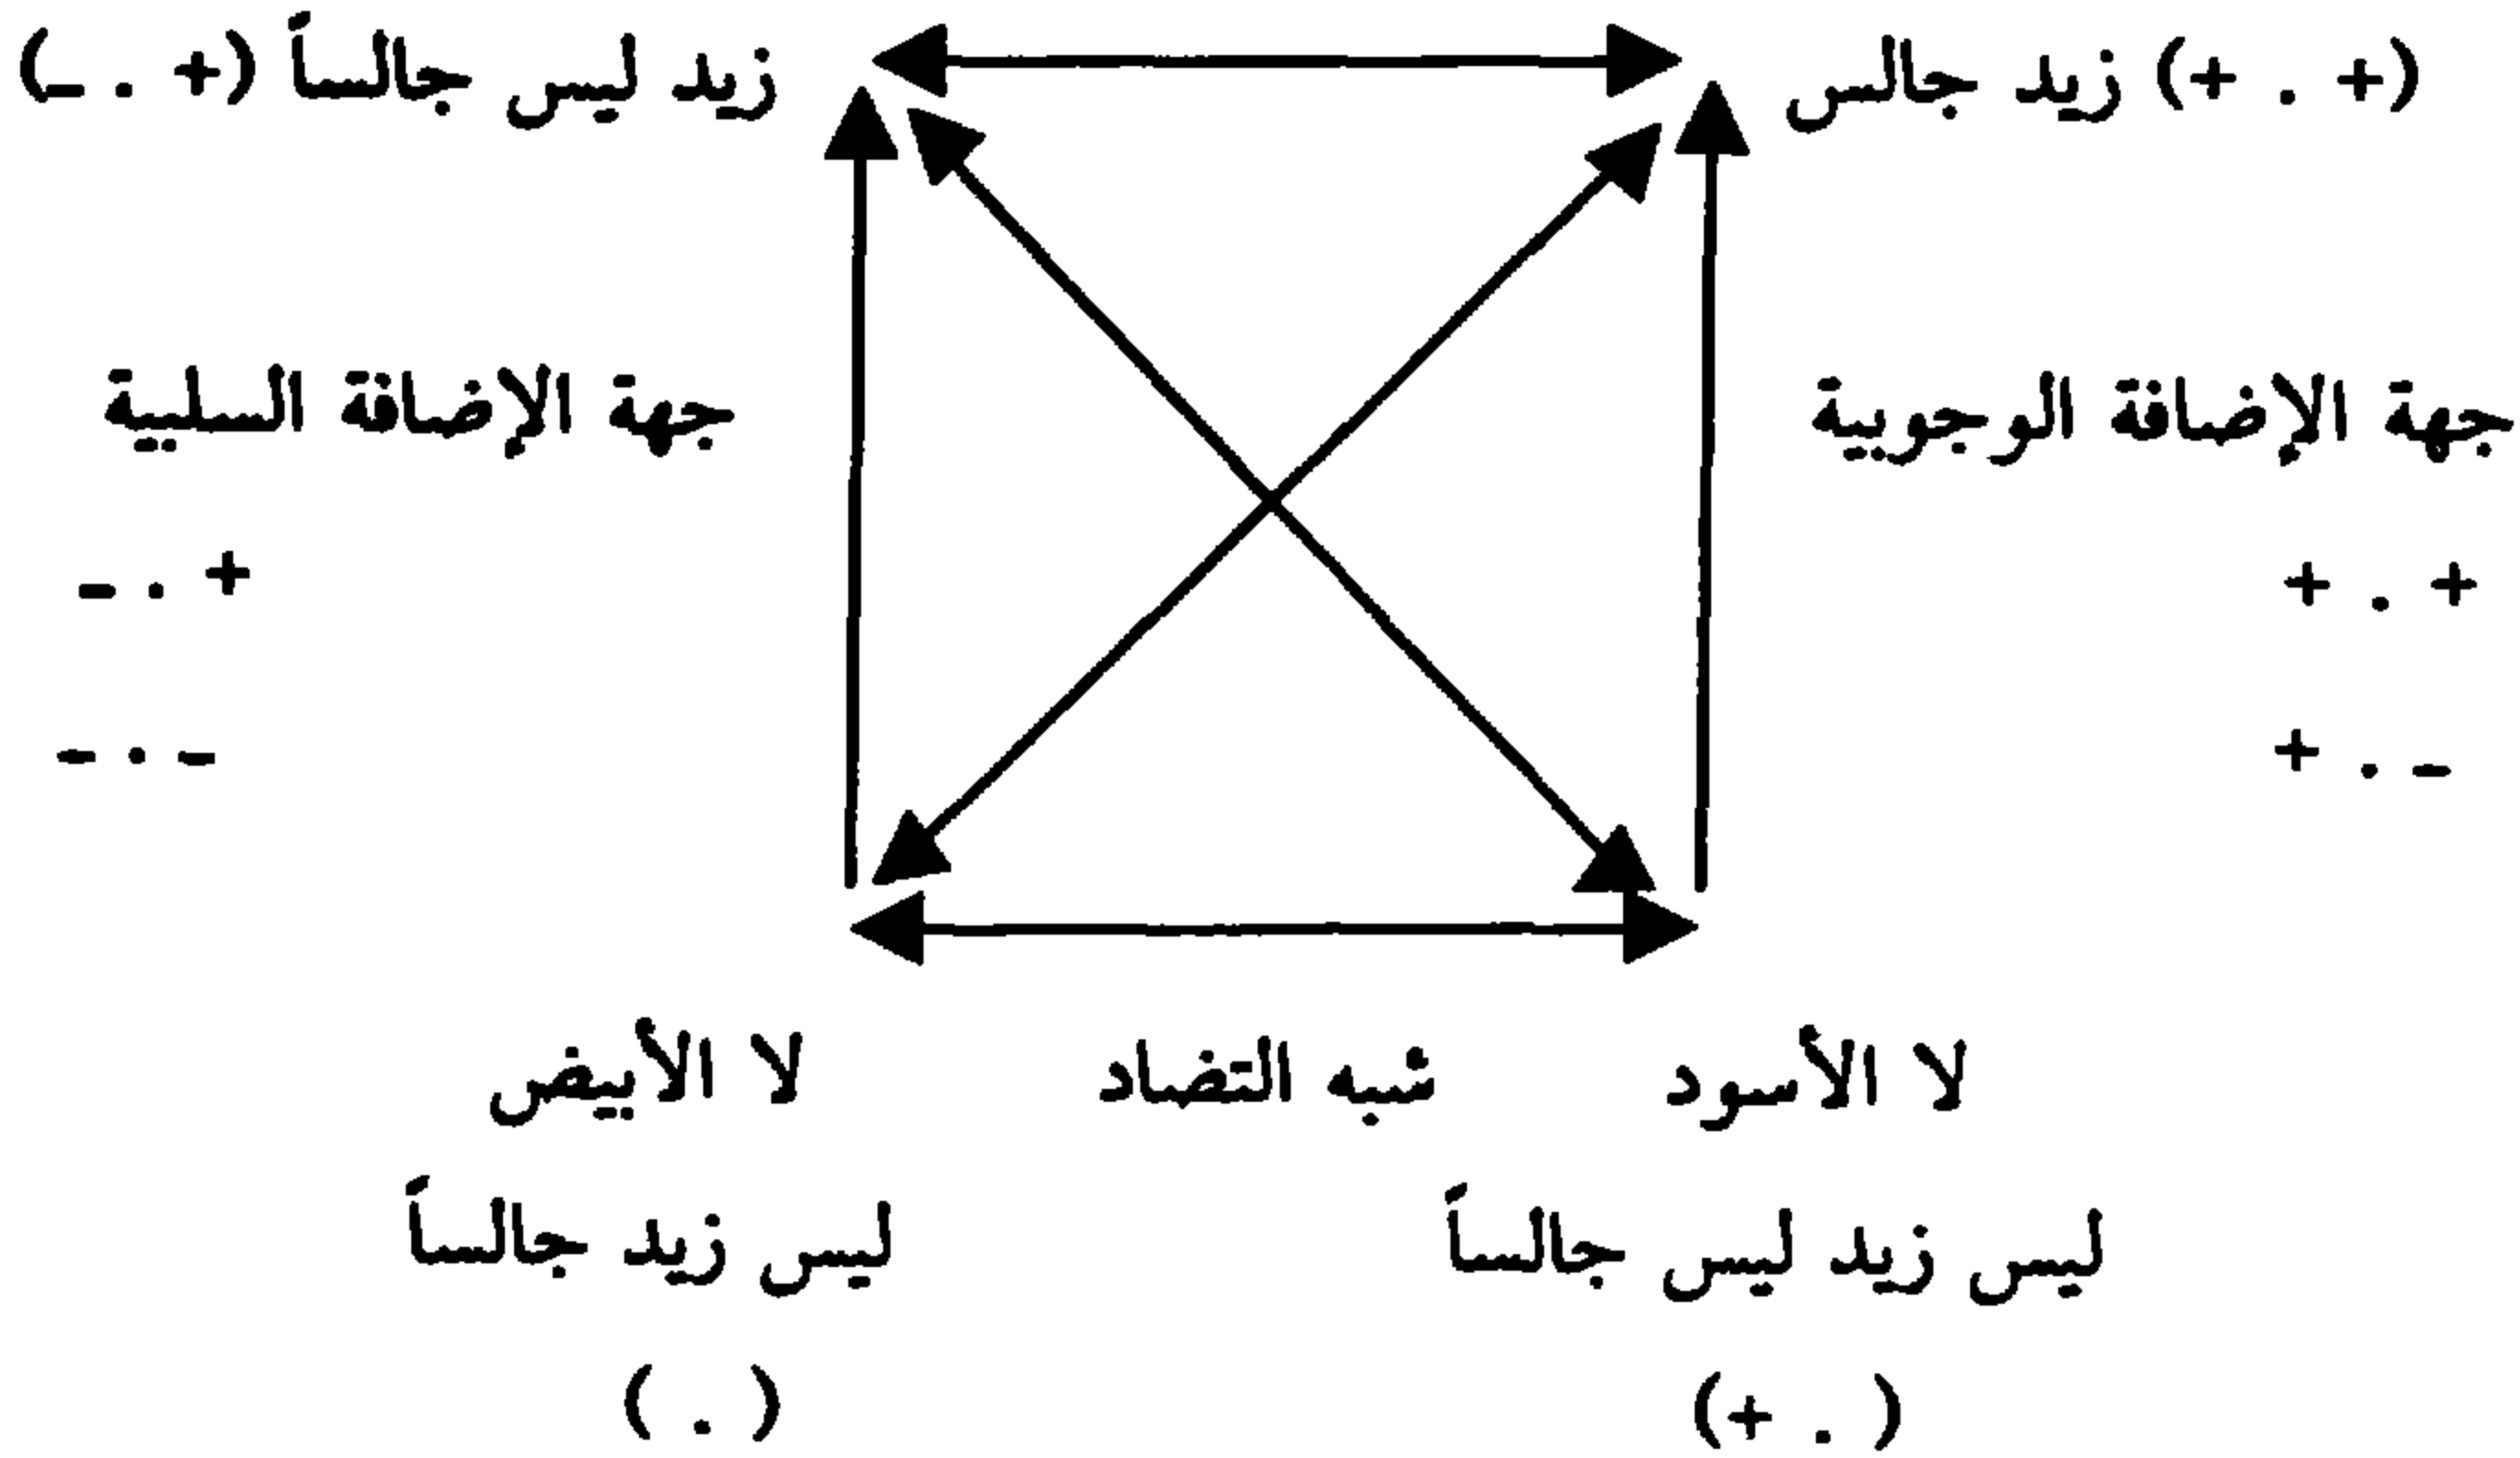 (+ . +) زيد جالس
زيد ليس جالساً (+ . –)
جهة الإضافة الوجوبية
جهة الإضافة السلبية
+ . +
+ . –
– . +
– . –
لا الأسود
شبه التضاد
لا الأبيض
ليس زيد ليس جالساً
ليس زيد جالساً
( . +)
( . )